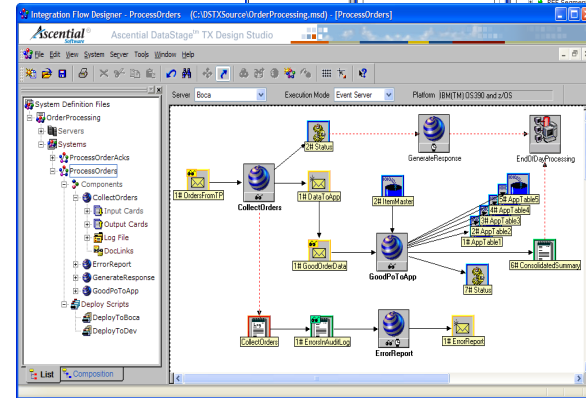 Integration Flow Designer - ProcessOrders (C:\DSTXSource\OrderProcessing.msd) - [ProcessOrders]
Ascential Software
Ascential DataStage™ TX Design Studio
File Edit View System Server Tools Window Help
Server Boca Execution Mode Event Server Platform IBM(TM) OS390 and z/OS
System Definition Files
OrderProcessing
Servers
Systems
ProcessOrderAcks
ProcessOrders
Components
CollectOrders
Input Cards
Output Cards
Log File
DocLinks
ErrorReport
GenerateResponse
GoodPoToApp
Deploy Scripts
DeployToBoca
DeployToDev
List Composition
2# Status
GenerateResponse
EndOfDayProcessing
1# OrdersFromTP
CollectOrders
1# DataToApp
2# ItemMaster
5# AppTable5
4# AppTable4
3# AppTable3
2# AppTable2
1# AppTable1
1# GoodOrderData
GoodPoToApp
6# ConsolidatedSummary
7# Status
CollectOrders
1# ErrorsInAuditLog
ErrorReport
1# ErrorReport